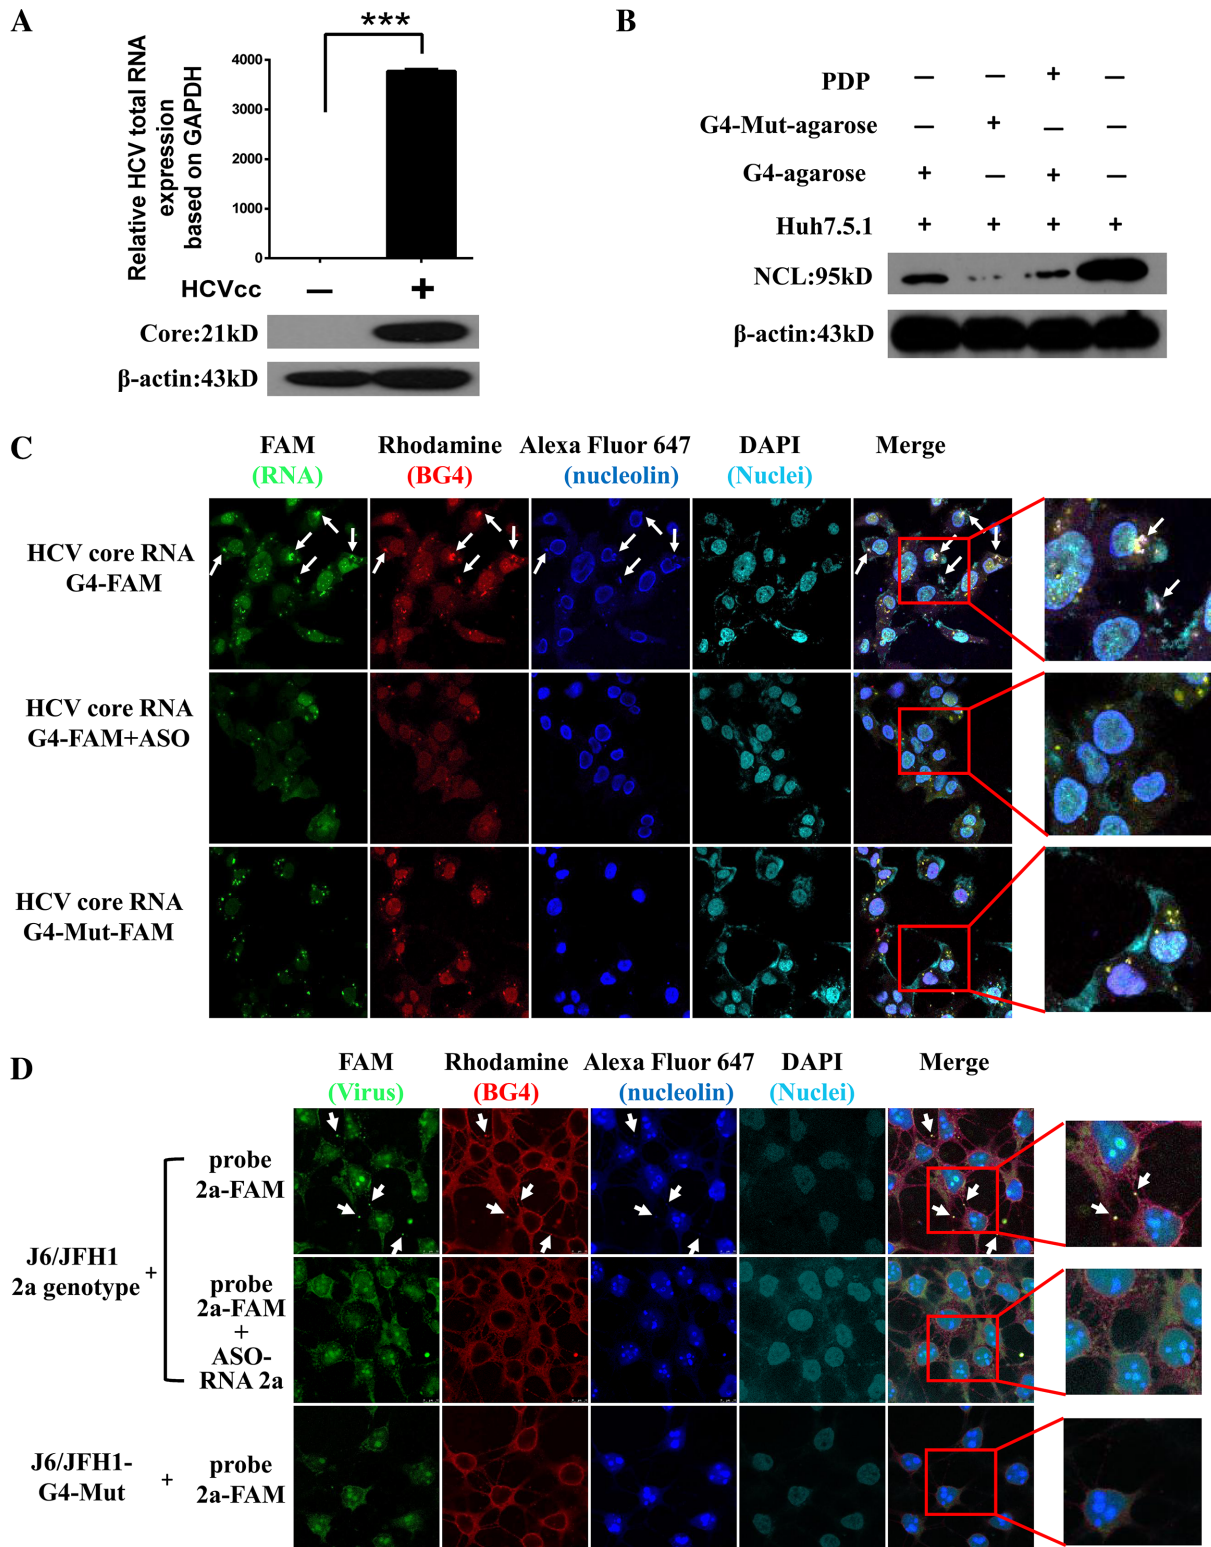 A
***
Relative HCV total RNA
expression
based on GAPDH
4000
3000
2000
1000
0
HCVcc — +
Core:21kD
β-actin:43kD
B
PDP — — + —
G4-Mut-agarose — + — —
G4-agarose + — + —
Huh7.5.1 + + + +
NCL:95kD
β-actin:43kD
C
FAM Rhodamine Alexa Fluor 647 DAPI Merge
(RNA) (BG4) (nucleolin) (Nuclei)
HCV core RNA
G4-FAM
HCV core RNA
G4-FAM+ASO
HCV core RNA
G4-Mut-FAM
D
FAM Rhodamine Alexa Fluor 647 DAPI Merge
(Virus) (BG4) (nucleolin) (Nuclei)
J6/JFH1
2a genotype
+
probe
2a-FAM
probe
2a-FAM
+
ASO-
RNA 2a
J6/JFH1-
G4-Mut
+
probe
2a-FAM